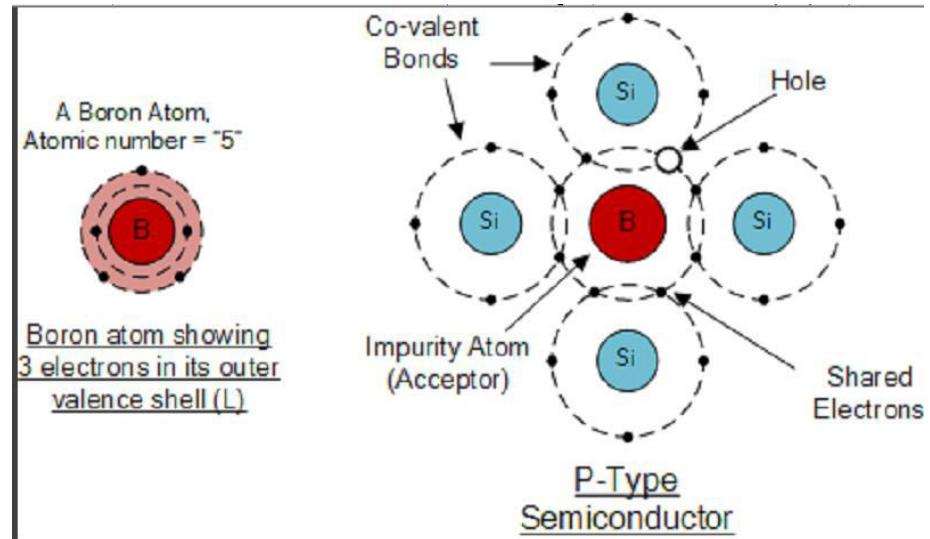 A Boron Atom,
Atomic number = "5"
B
Boron atom showing
3 electrons in its outer
valence shell (L)
Co-valent
Bonds
Hole
Si
Si
B
Si
Si
Impurity Atom
(Acceptor)
Shared
Electrons
P-Type
Semiconductor